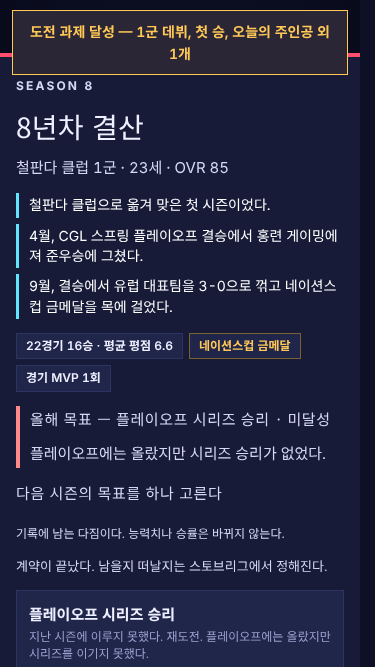 도전 과제 달성 — 1군 데뷔, 첫 승, 오늘의 주인공 외
1개
SEASON 8
8년차 결산
철판다 클럽 1군 · 23세 · OVR 85
철판다 클럽으로 옮겨 맞은 첫 시즌이었다.
4월, CGL 스프링 플레이오프 결승에서 홍련 게이밍에
져 준우승에 그쳤다.
9월, 결승에서 유럽 대표팀을 3-0으로 꺾고 네이션스
컵 금메달을 목에 걸었다.
22경기 16승 · 평균 평점 6.6
네이션스컵 금메달
경기 MVP 1회
올해 목표 — 플레이오프 시리즈 승리 · 미달성
플레이오프에는 올랐지만 시리즈 승리가 없었다.
다음 시즌의 목표를 하나 고른다
기록에 남는 다짐이다. 능력치나 승률은 바뀌지 않는다.
계약이 끝났다. 남을지 떠날지는 스토브리그에서 정해진다.
플레이오프 시리즈 승리
지난 시즌에 이루지 못했다. 재도전. 플레이오프에는 올랐지만
시리즈를 이기지 못했다.